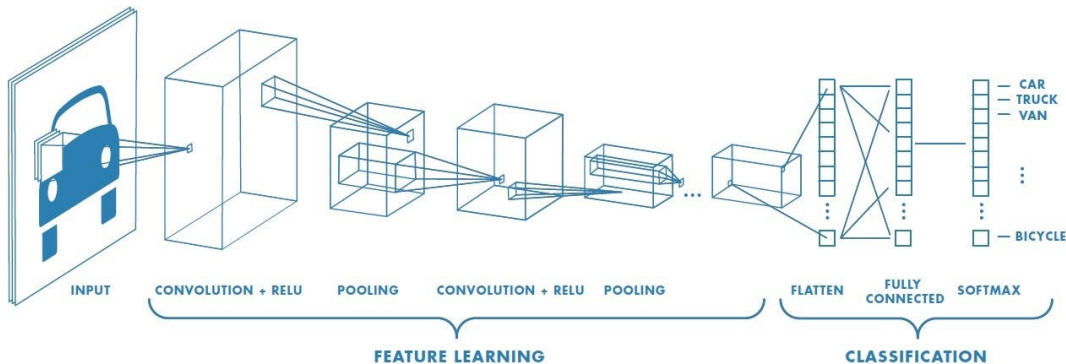 CAR
TRUCK
VAN
BICYCLE
INPUT
CONVOLUTION + RELU
POOLING
CONVOLUTION + RELU
POOLING
FLATTEN
FULLY
CONNECTED
SOFTMAX
FEATURE LEARNING
CLASSIFICATION